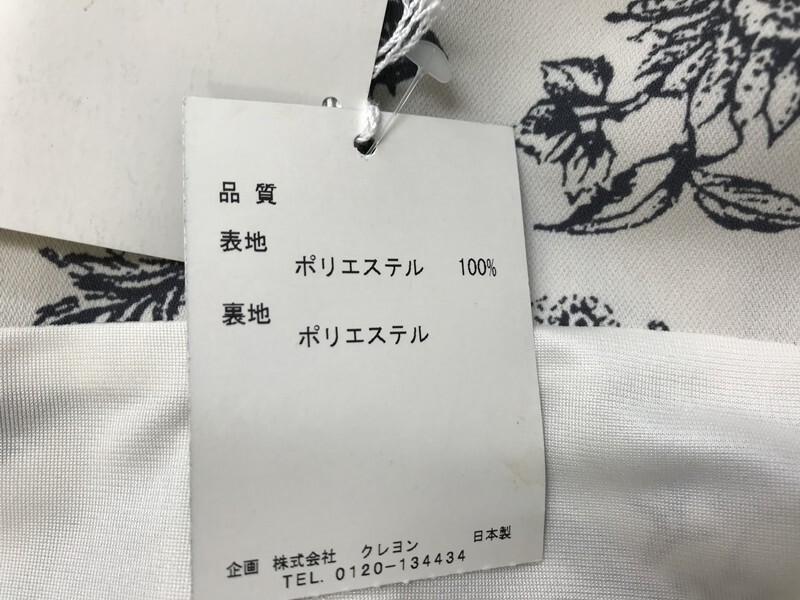 品質
表地
ポリエステル 100%
裏地
ポリエステル
日本製
企画 株式会社 クレヨン
TEL. 0120-134434